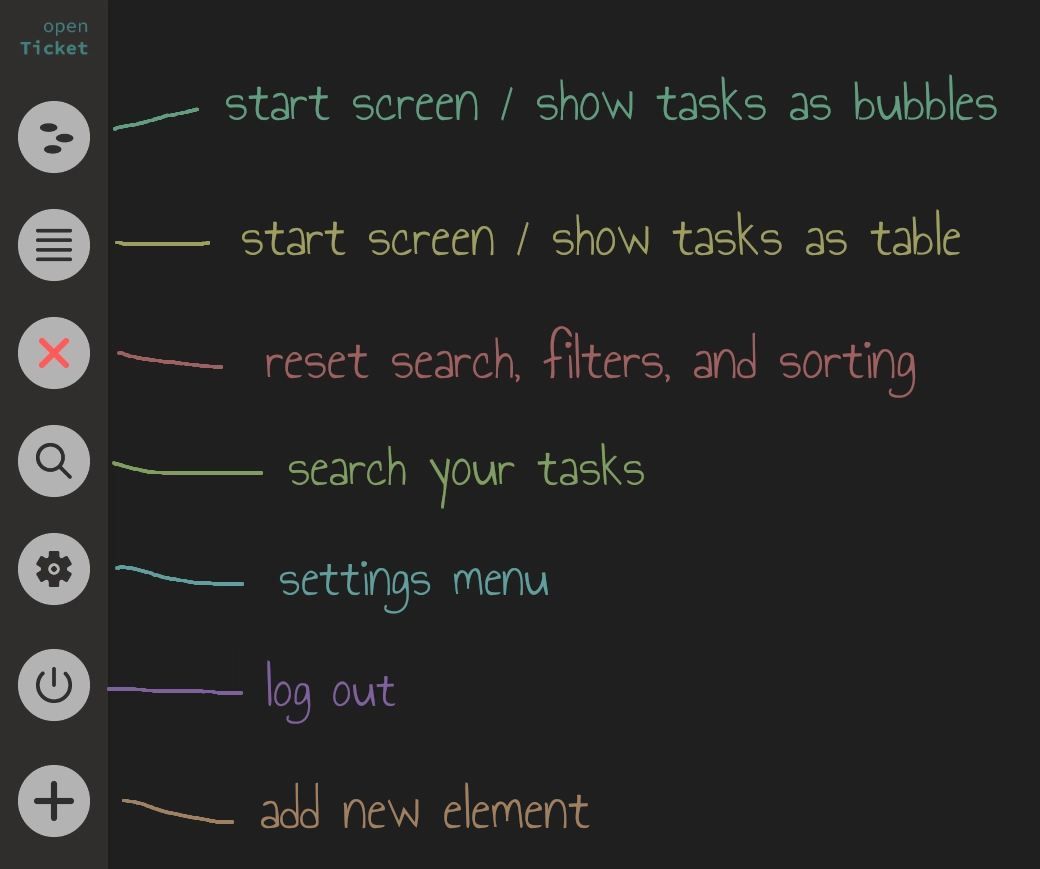 open
Ticket
start screen / show tasks as bubbles
start screen / show tasks as table
reset search, filters, and sorting
search your tasks
settings menu
log out
add new element